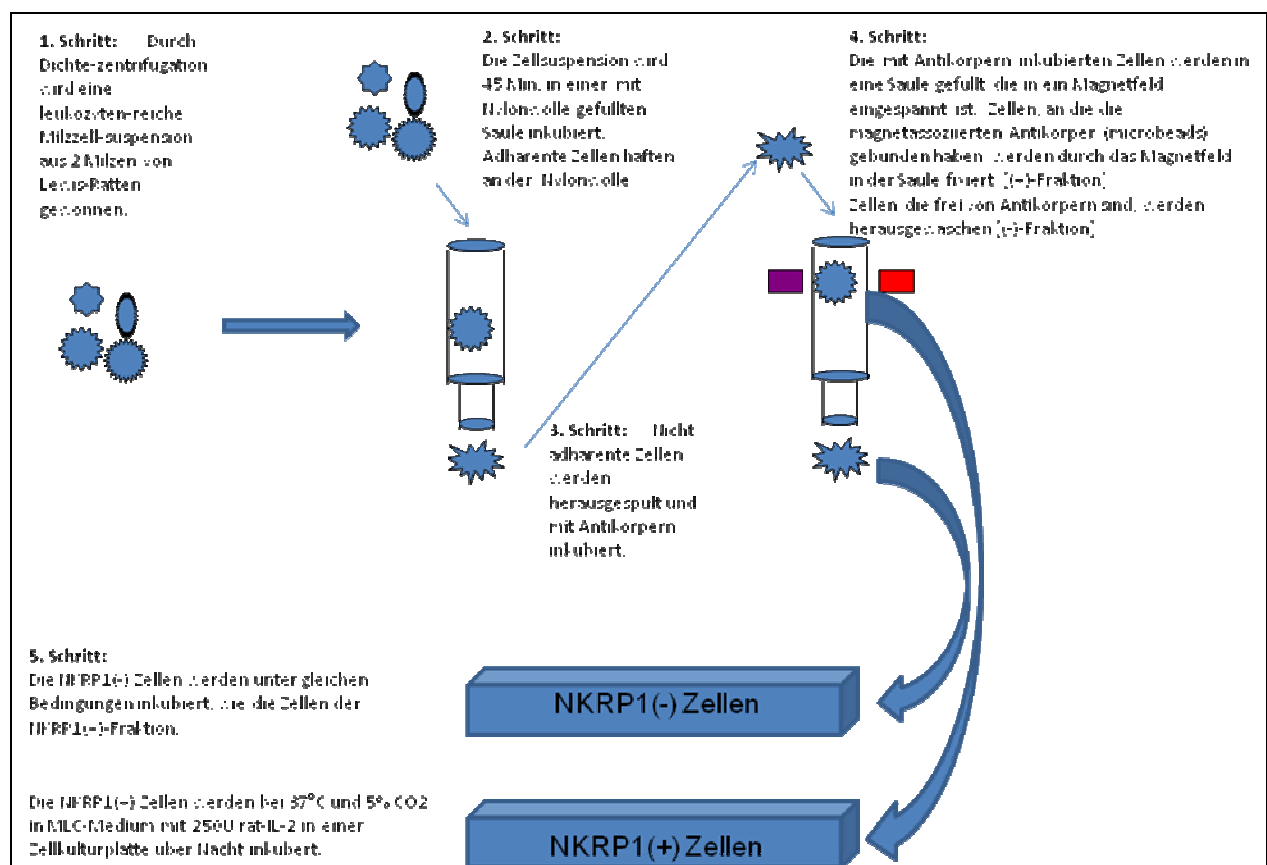 1. Schritt: Durch
Dichte-zentrifugation
wird eine
leukozyten-reiche
Milzzell-suspension
aus 2 Milzen von
Lewis-Ratten
gewonnen.
2. Schritt:
Die Zellsuspension wird
45 Min. in einer mit
Nylonwolle gefüllten
Säule inkubiert.
Adhärente Zellen haften
an der Nylonwolle
3. Schritt: Nicht
adhärente Zellen
werden
herausgespült und
mit Antikörpern
inkubiert.
4. Schritt:
Die mit Antikörpern inkubierten Zellen werden in
eine Säule gefüllt, die in ein Magnetfeld
eingespannt ist. Zellen, an die die
magnetassoziierten Antikörper (microbeads)
gebunden haben, werden durch das Magnetfeld
in der Säule fixiert [(+)-Fraktion]
Zellen, die frei von Antikörpern sind, werden
herausgewaschen [(-)-Fraktion]
5. Schritt:
Die NKRP1(-) Zellen werden unter gleichen
Bedingungen inkubiert, wie die Zellen der
NKRP1(+)-Fraktion.
NKRP1(-) Zellen
Die NKRP1(+) Zellen werden bei 37°C und 5% CO2
in MLC-Medium mit 250U rat-IL-2 in einer
Zellkulturplatte über Nacht inkubiert.
NKRP1(+) Zellen